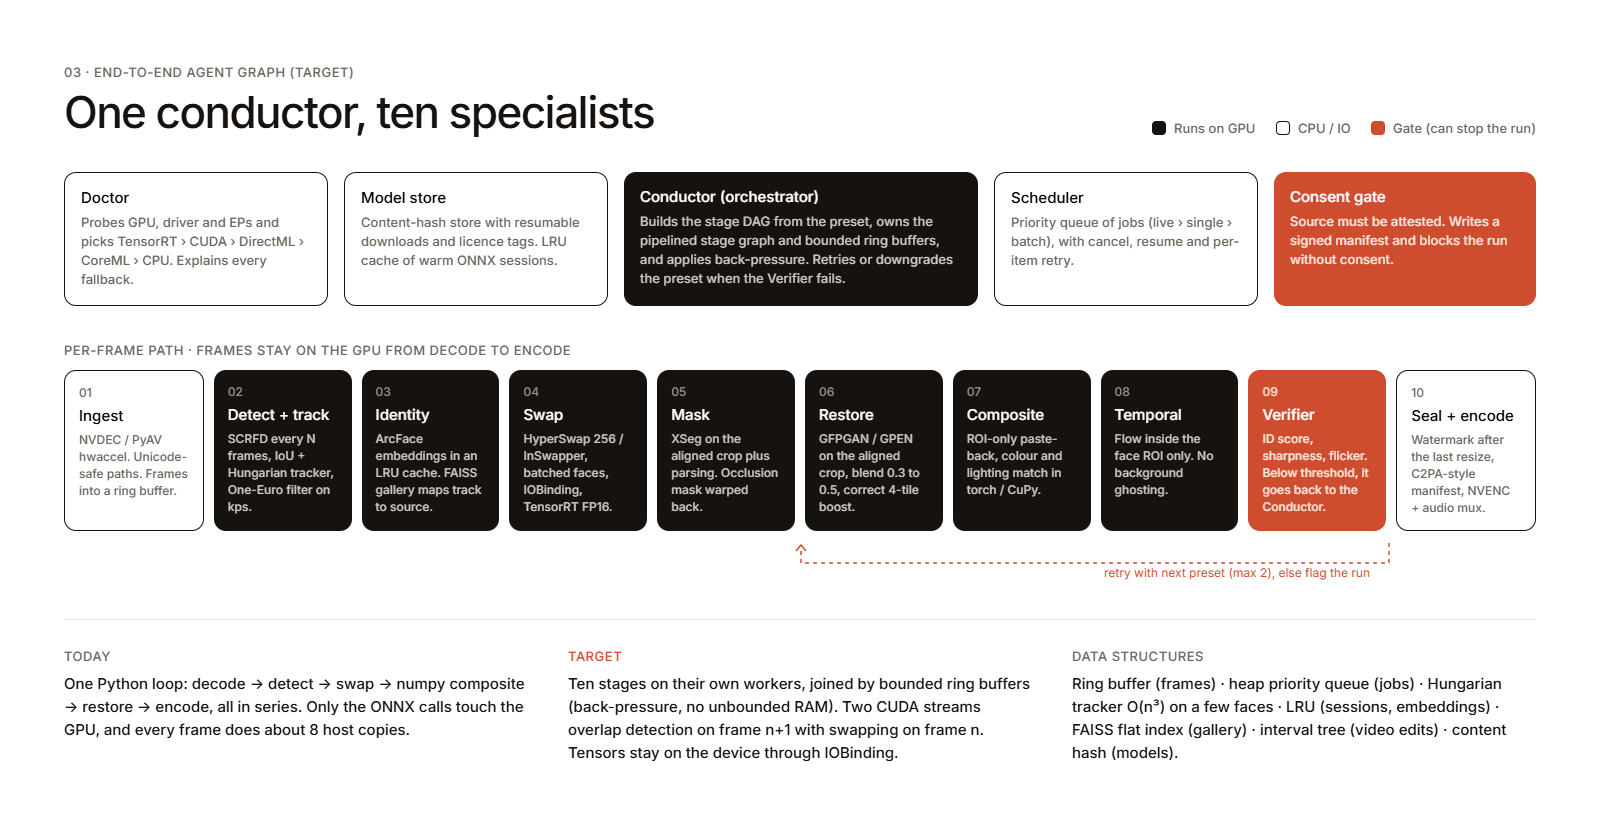 03 · END-TO-END AGENT GRAPH (TARGET)
One conductor, ten specialists
Runs on GPU
CPU / IO
Gate (can stop the run)
Doctor
Probes GPU, driver and EPs and
picks TensorRT › CUDA › DirectML ›
CoreML › CPU. Explains every
fallback.
Model store
Content-hash store with resumable
downloads and licence tags. LRU
cache of warm ONNX sessions.
Conductor (orchestrator)
Builds the stage DAG from the preset, owns the
pipelined stage graph and bounded ring buffers,
and applies back-pressure. Retries or downgrades
the preset when the Verifier fails.
Scheduler
Priority queue of jobs (live › single ›
batch), with cancel, resume and per-
item retry.
Consent gate
Source must be attested. Writes a
signed manifest and blocks the run
without consent.
PER-FRAME PATH · FRAMES STAY ON THE GPU FROM DECODE TO ENCODE
01
Ingest
NVDEC / PyAV
hwaccel. Unicode-
safe paths. Frames
into a ring buffer.
02
Detect + track
SCRFD every N
frames, IoU +
Hungarian tracker,
One-Euro filter on
kps.
03
Identity
ArcFace
embeddings in an
LRU cache. FAISS
gallery maps track
to source.
04
Swap
HyperSwap 256 /
InSwapper,
batched faces,
IOBinding,
TensorRT FP16.
05
Mask
XSeg on the
aligned crop plus
parsing. Occlusion
mask warped
back.
06
Restore
GFPGAN / GPEN
on the aligned
crop, blend 0.3 to
0.5, correct 4-tile
boost.
07
Composite
ROI-only paste-
back, colour and
lighting match in
torch / CuPy.
08
Temporal
Flow inside the
face ROI only. No
background
ghosting.
09
Verifier
ID score,
sharpness, flicker.
Below threshold, it
goes back to the
Conductor.
10
Seal + encode
Watermark after
the last resize,
C2PA-style
manifest, NVENC
+ audio mux.
retry with next preset (max 2), else flag the run
TODAY
One Python loop: decode → detect → swap → numpy composite
→ restore → encode, all in series. Only the ONNX calls touch the
GPU, and every frame does about 8 host copies.
TARGET
Ten stages on their own workers, joined by bounded ring buffers
(back-pressure, no unbounded RAM). Two CUDA streams
overlap detection on frame n+1 with swapping on frame n.
Tensors stay on the device through IOBinding.
DATA STRUCTURES
Ring buffer (frames) · heap priority queue (jobs) · Hungarian
tracker O(n³) on a few faces · LRU (sessions, embeddings) ·
FAISS flat index (gallery) · interval tree (video edits) · content
hash (models).